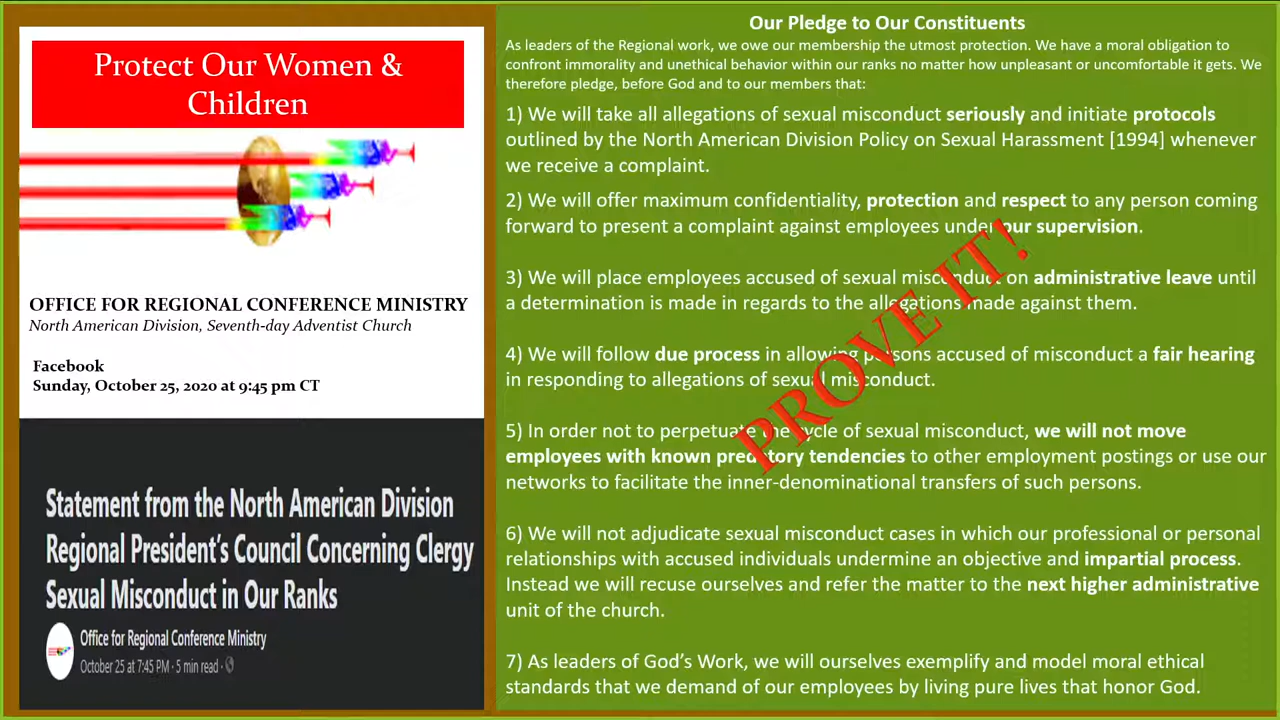 Protect Our Women &
Children
OFFICE FOR REGIONAL CONFERENCE MINISTRY
North American Division, Seventh-day Adventist Church
Facebook
Sunday, October 25, 2020 at 9:45 pm CT
Statement from the North American Division
Regional President's Council Concerning Clergy
Sexual Misconduct in Our Ranks
Office for Regional Conference Ministry
October 25 at 7:45 PM · 5 min read ·
Our Pledge to Our Constituents
As leaders of the Regional work, we owe our membership the utmost protection. We have a moral obligation to
confront immorality and unethical behavior within our ranks no matter how unpleasant or uncomfortable it gets. We
therefore pledge, before God and to our members that:
1) We will take all allegations of sexual misconduct seriously and initiate protocols
outlined by the North American Division Policy on Sexual Harassment [1994] whenever
we receive a complaint.
2) We will offer maximum confidentiality, protection and respect to any person coming
forward to present a complaint against employees under our supervision.
3) We will place employees accused of sexual misconduct on administrative leave until
a determination is made in regards to the allegations made against them.
4) We will follow due process in allowing persons accused of misconduct a fair hearing
in responding to allegations of sexual misconduct.
5) In order not to perpetuate the cycle of sexual misconduct, we will not move
employees with known predatory tendencies to other employment postings or use our
networks to facilitate the inner-denominational transfers of such persons.
6) We will not adjudicate sexual misconduct cases in which our professional or personal
relationships with accused individuals undermine an objective and impartial process.
Instead we will recuse ourselves and refer the matter to the next higher administrative
unit of the church.
7) As leaders of God's Work, we will ourselves exemplify and model moral ethical
standards that we demand of our employees by living pure lives that honor God.
PROVE IT!